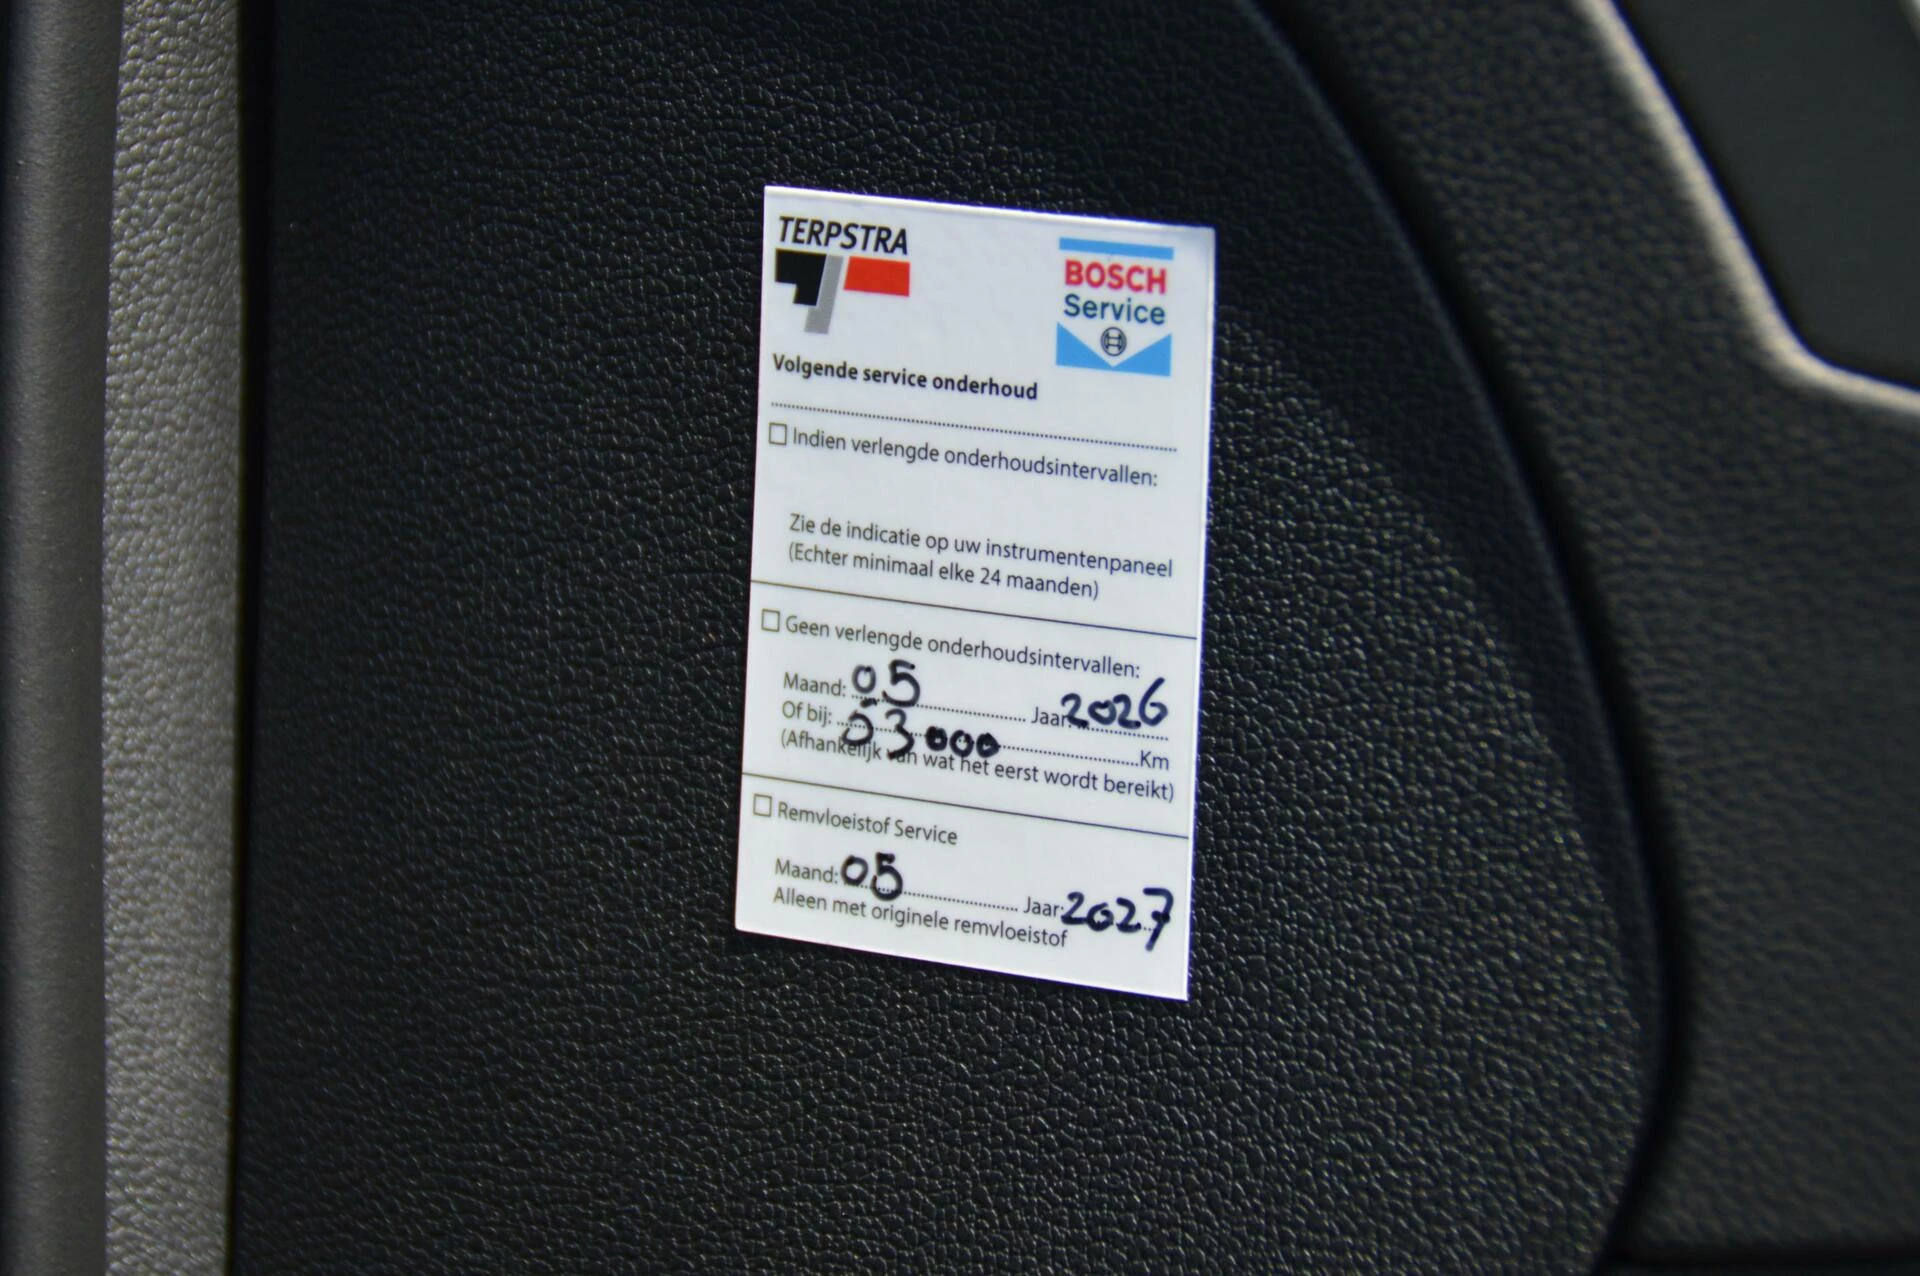 TERPSTRA
BOSCH
Service
Volgende service onderhoud
Indien verlengde onderhoudsintervallen:
Zie de indicatie op uw instrumentenpaneel
(Echter minimaal elke 24 maanden)
Geen verlengde onderhoudsintervallen:
Maand: 05 Jaar: 2026
Of bij: 53000 Km
(Afhankelijk van wat het eerst wordt bereikt)
Remvloeistof Service
Maand: 05 Jaar: 2027
Alleen met originele remvloeistof